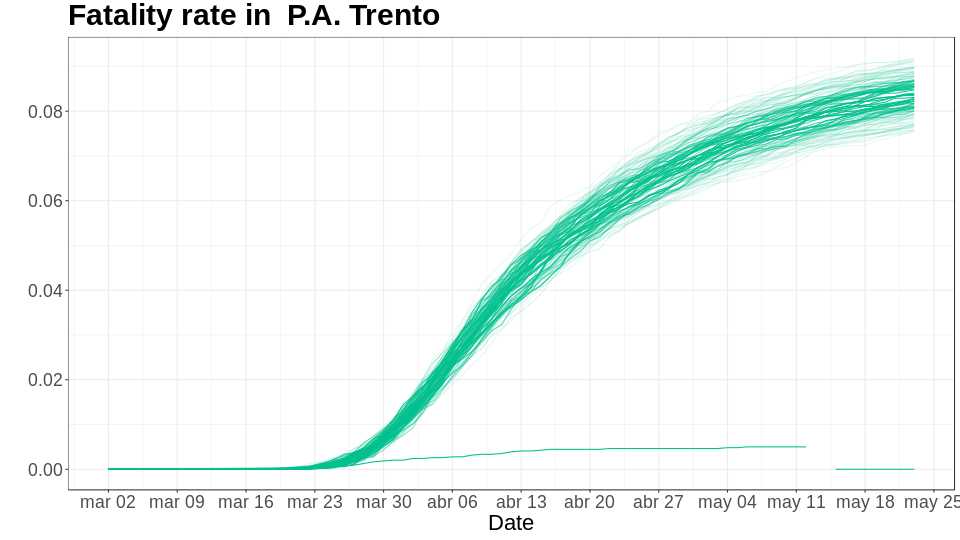 Fatality rate in  P.A. Trento
0.08
0.06
0.04
0.02
0.00
mar 02 mar 09 mar 16 mar 23 mar 30 abr 06 abr 13 abr 20 abr 27 may 04 may 11 may 18 may 25
Date